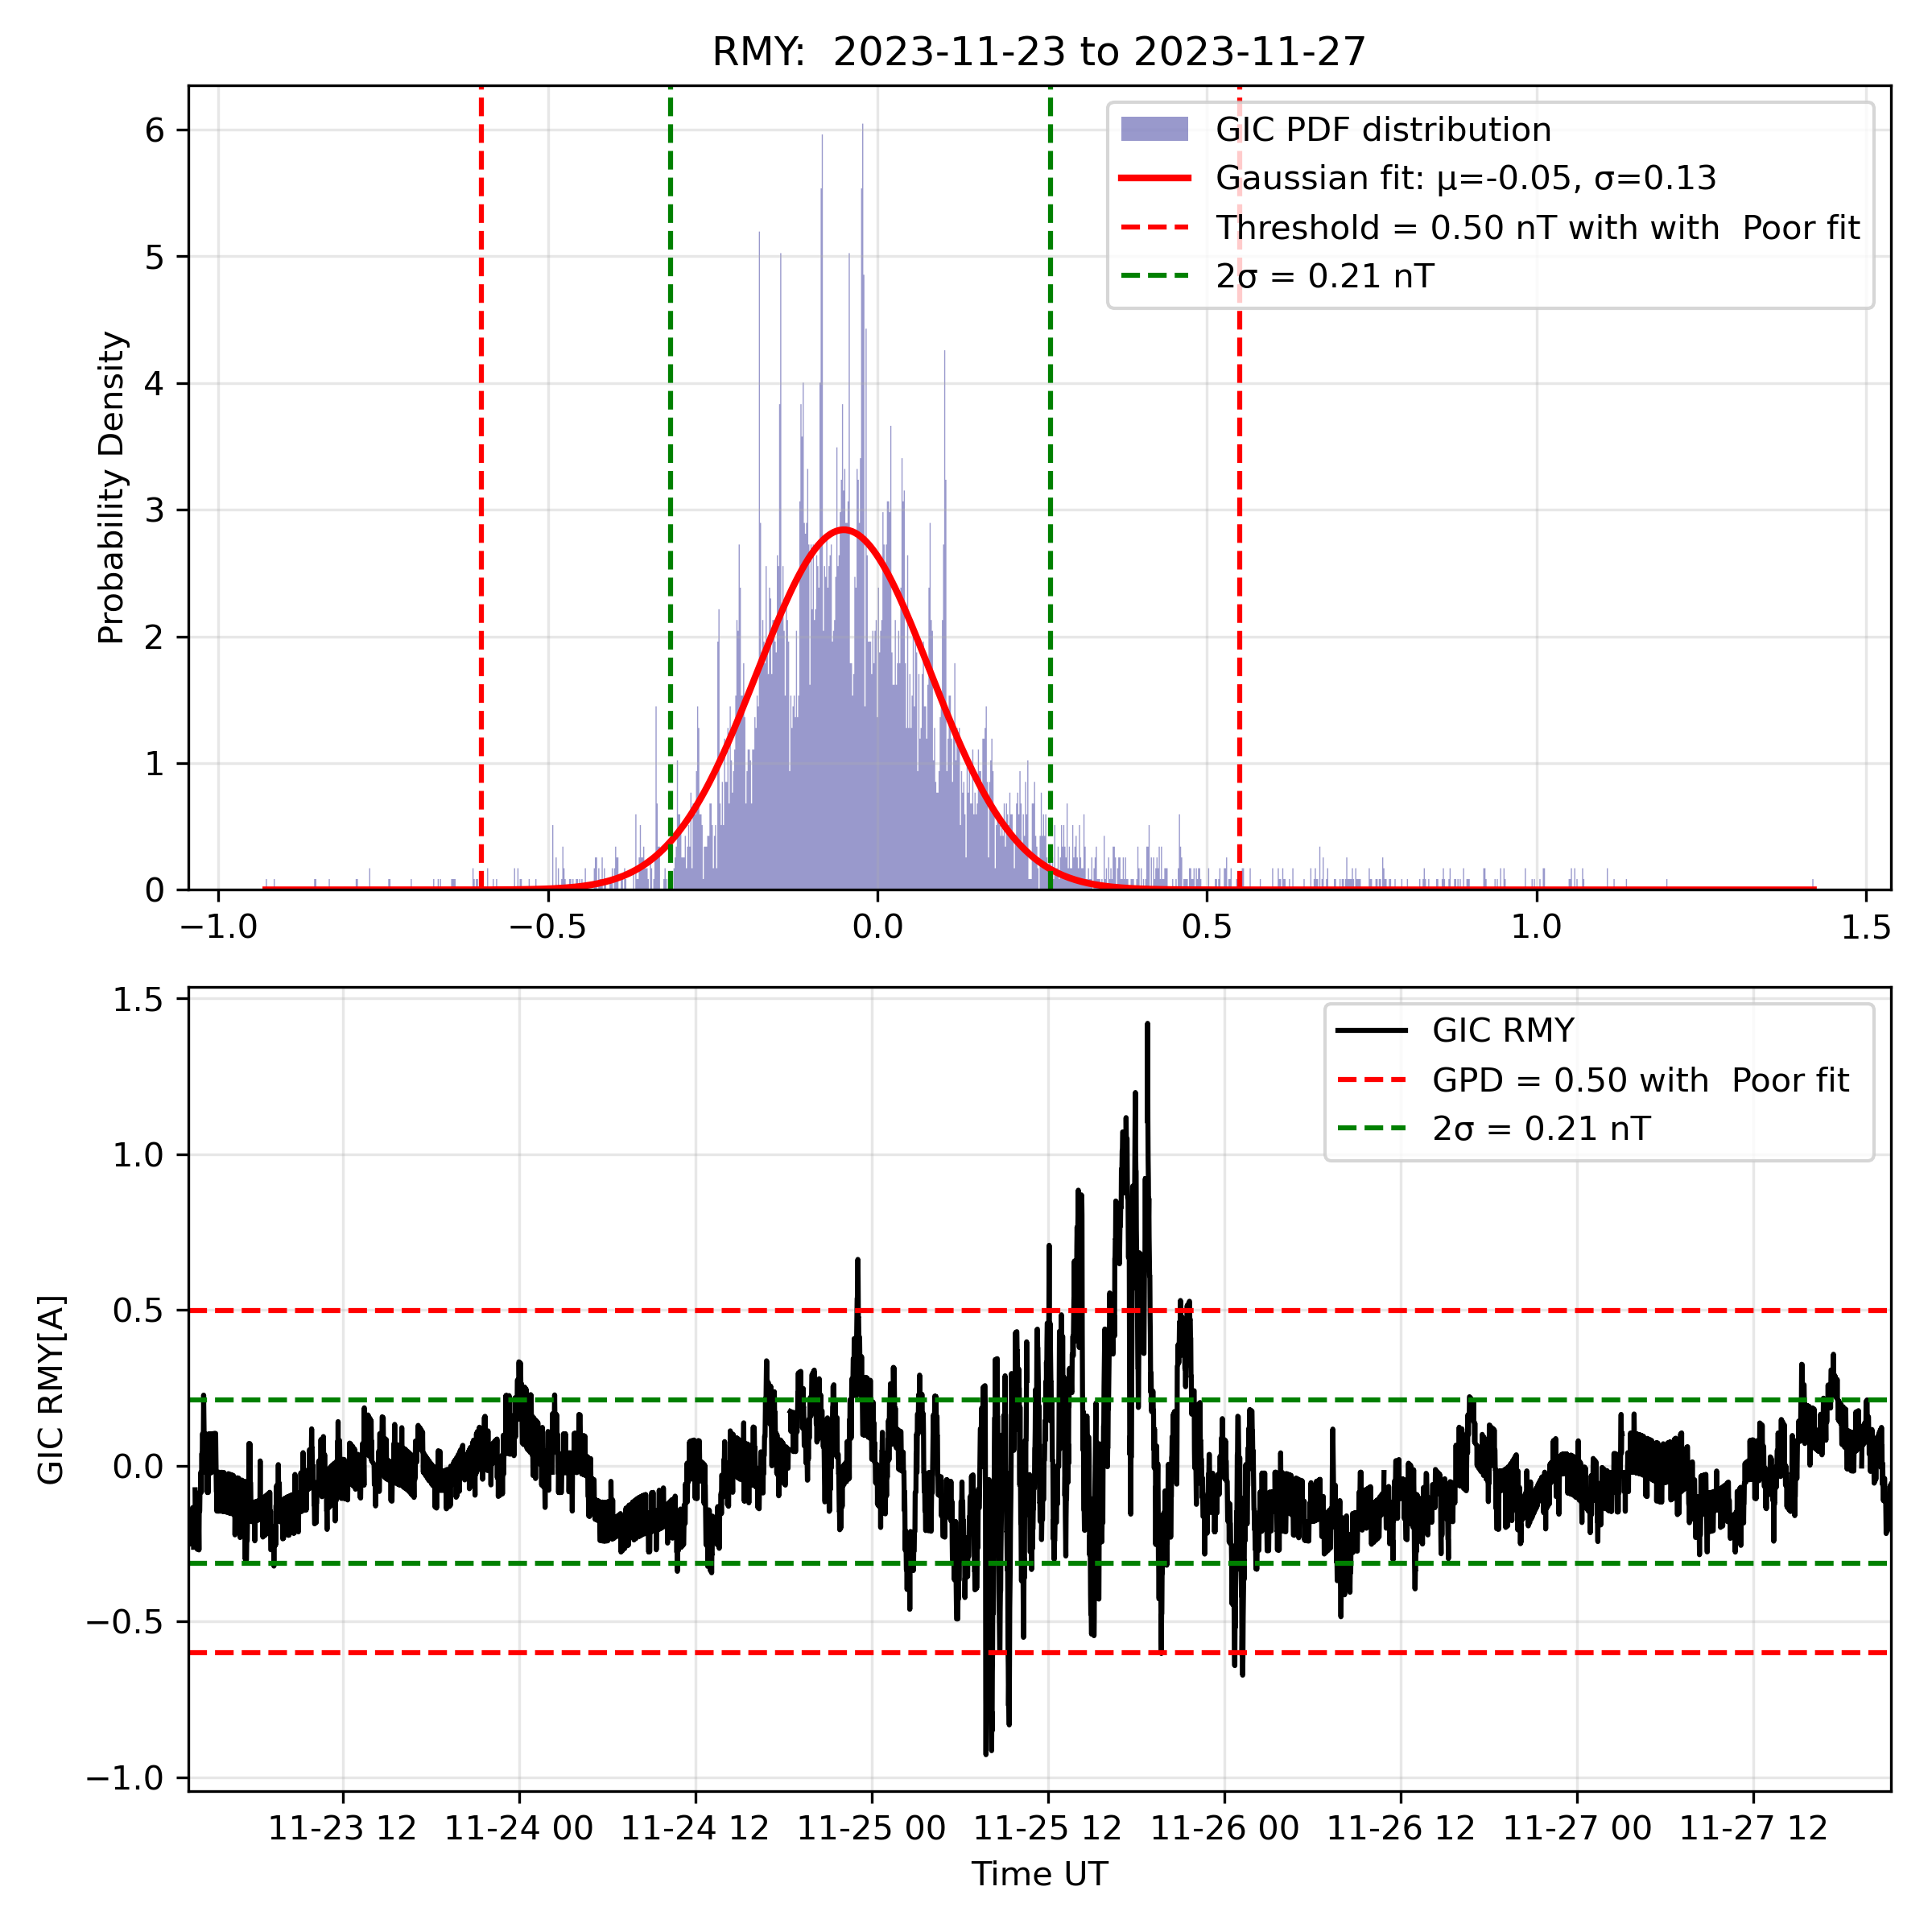 RMY:  2023-11-23 to 2023-11-27
GIC PDF distribution
Gaussian fit: μ=-0.05, σ=0.13
Threshold = 0.50 nT with with  Poor fit
2σ = 0.21 nT
Probability Density
6
5
4
3
2
1
0
−1.0
−0.5
0.0
0.5
1.0
1.5
GIC RMY
GPD = 0.50 with  Poor fit
2σ = 0.21 nT
GIC RMY[A]
1.5
1.0
0.5
0.0
−0.5
−1.0
11-23 12
11-24 00
11-24 12
11-25 00
11-25 12
11-26 00
11-26 12
11-27 00
11-27 12
Time UT